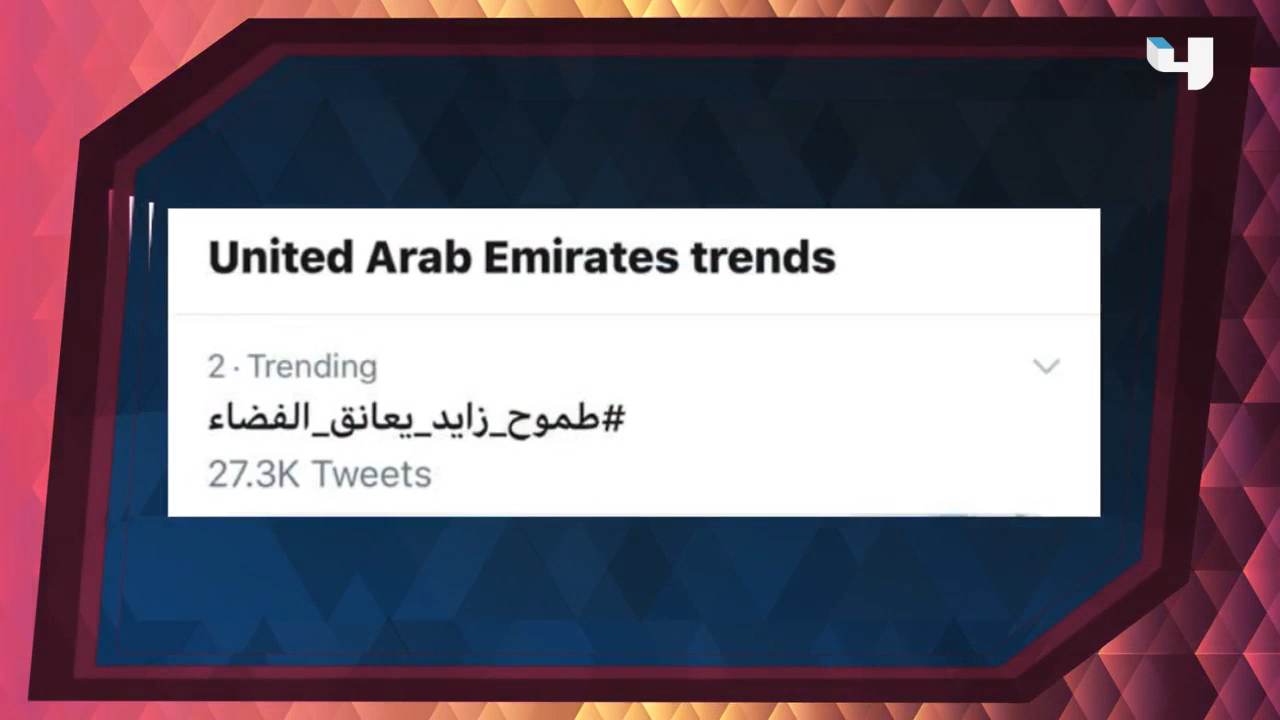 United Arab Emirates trends
2 · Trending
#طموح_زايد_يعانق_الفضاء
27.3K Tweets